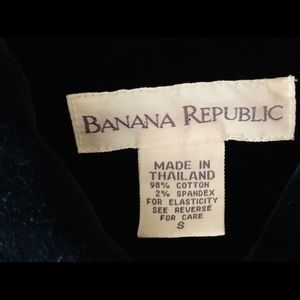 BANANA REPUBLIC
MADE IN
THAILAND
98% COTTON
2% SPANDEX
FOR ELASTICITY
SEE REVERSE
FOR CARE
S